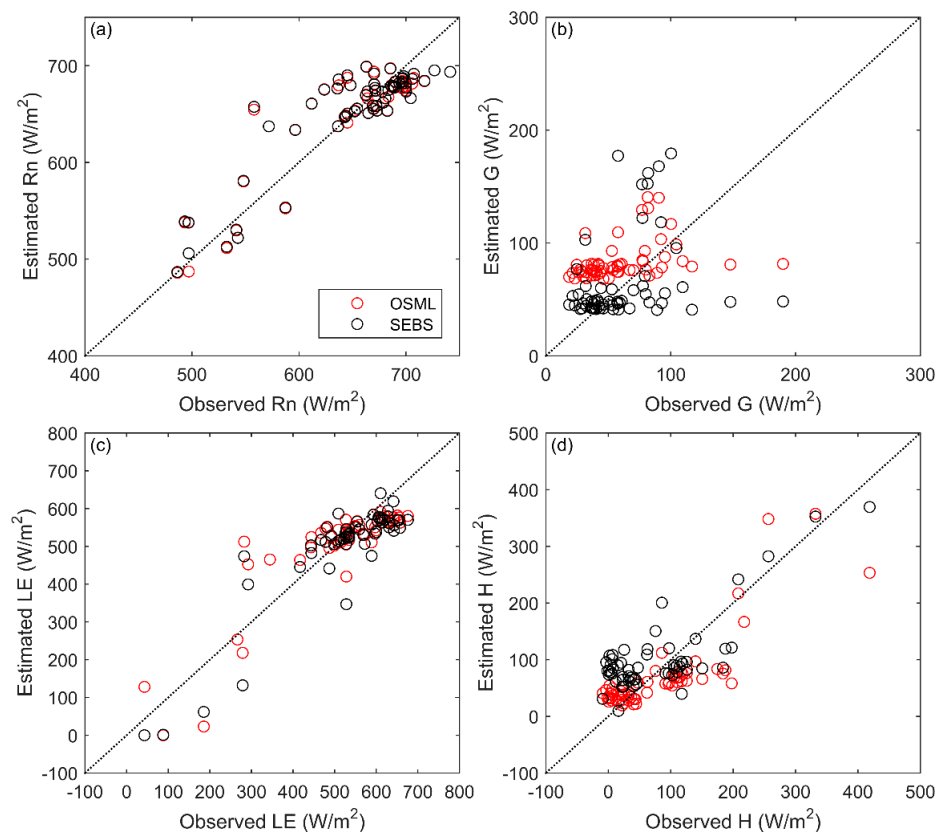 (a)
700
600
500
400
Estimated Rn (W/m²)
400 500 600 700
Observed Rn (W/m²)
OSML
SEBS
(b)
300
200
100
0
Estimated G (W/m²)
0 100 200 300
Observed G (W/m²)
(c)
800
700
600
500
400
300
200
100
0
-100
Estimated LE (W/m²)
-100 0 100 200 300 400 500 600 700 800
Observed LE (W/m²)
(d)
500
400
300
200
100
0
-100
Estimated H (W/m²)
-100 0 100 200 300 400 500
Observed H (W/m²)